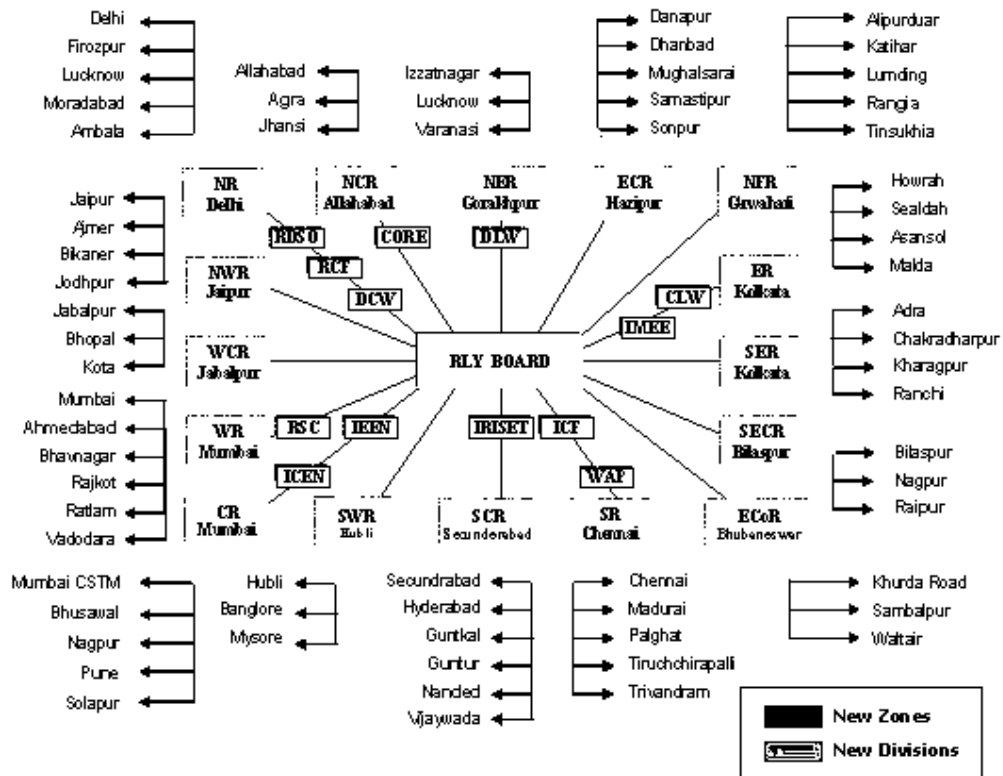 Delhi
Firozpur
Lucknow
Moradabad
Ambala
Allahabad
Agra
Jhansi
Izzatnagar
Lucknow
Varanasi
Danapur
Dhanbad
Mughalsarai
Samastipur
Sonpur
Alipurduar
Katihar
Lumding
Rangia
Tinsukhia
NR
Delhi
NCR
Allahabad
NER
Gorakhpur
ECR
Hazipur
NFR
Guwahati
Jaipur
Ajmer
Bikaner
Jodhpur
RDSO
RCF
DCW
CORE
DLW
Howrah
Sealdah
Asansol
Malda
NWR
Jaipur
ER
Kolkata
CLW
IMEE
Jabalpur
Bhopal
Kota
WCR
Jabalpur
RLY BOARD
SER
Kolkata
Adra
Chakradharpur
Kharagpur
Ranchi
Mumbai
Ahmedabad
Bhavnagar
Rajkot
Ratlam
Vadodara
WR
Mumbai
RSC
IEEN
ICEN
IRISET
ICF
WAP
SECR
Bilaspur
Bilaspur
Nagpur
Raipur
CR
Mumbai
SWR
Hubli
SCR
Secunderabad
SR
Chennai
ECoR
Bhubaneswar
Mumbai CSTM
Bhusawal
Nagpur
Pune
Solapur
Hubli
Banglore
Mysore
Secundrabad
Hyderabad
Guntkal
Guntur
Nanded
Vijaywada
Chennai
Madurai
Palghat
Tiruchchirapalli
Trivandram
Khurda Road
Sambalpur
Waltair
New Zones
New Divisions